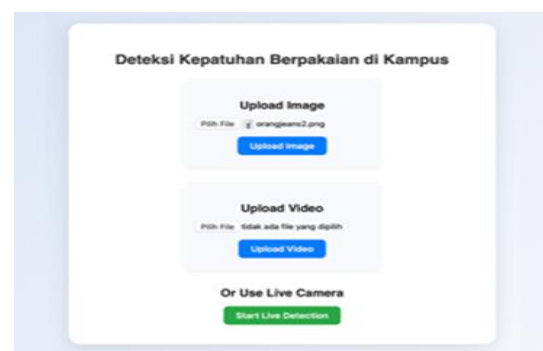 Deteksi Kepatuhan Berpakaian di Kampus
Upload Image
Pilih File orangjeans2.png
Upload Image
Upload Video
Pilih File tidak ada file yang dipilih
Upload Video
Or Use Live Camera
Start Live Detection